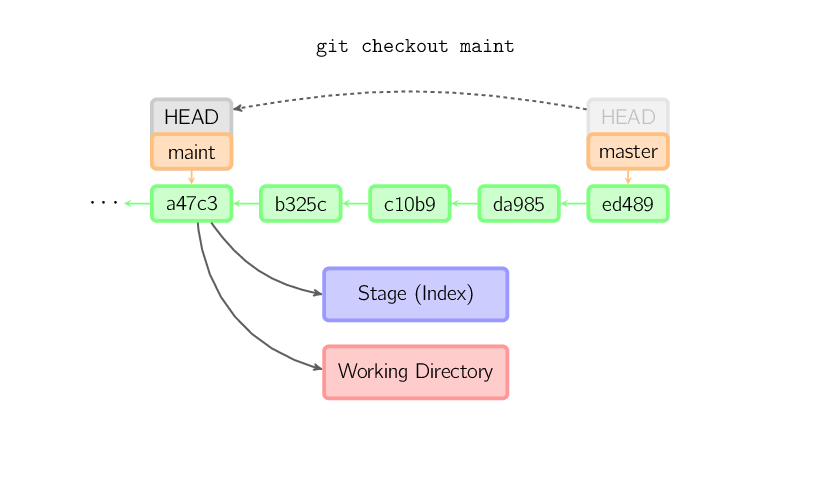 git checkout maint
HEAD
HEAD
maint
master
... a47c3 b325c c10b9 da985 ed489
Stage (Index)
Working Directory